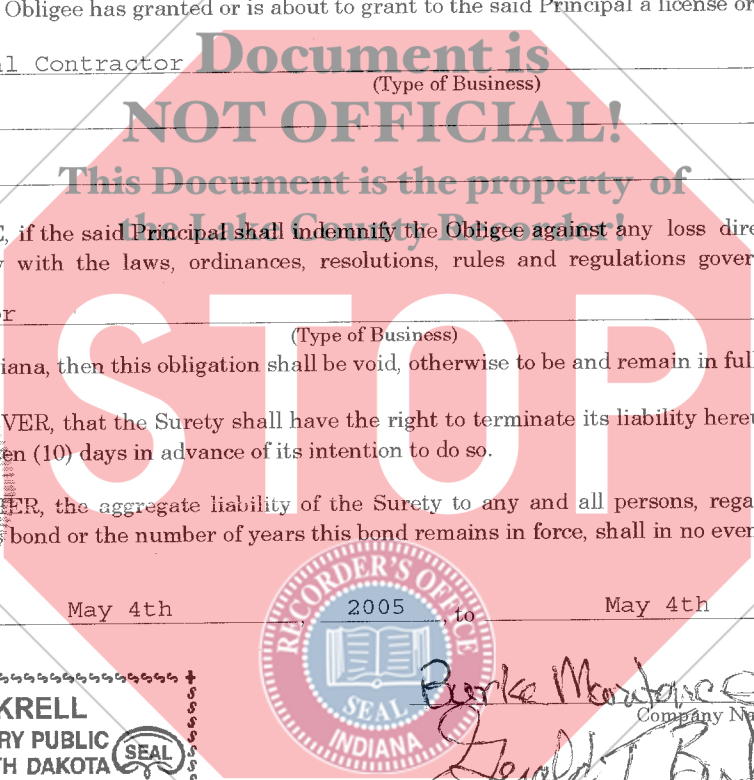 Obligee has granted or is about to grant to the said Principal a license or
al Contractor
Document is
(Type of Business)
NOT OFFICIAL!
This Document is the property of
the Lake County Recorder!
E, if the said Principal shall indemnify the Obligee against any loss dire
y with the laws, ordinances, resolutions, rules and regulations gover
or
STOP
(Type of Business)
iana, then this obligation shall be void, otherwise to be and remain in full
VER, that the Surety shall have the right to terminate its liability hereu
en (10) days in advance of its intention to do so.
ER, the aggregate liability of the Surety to any and all persons, rega
bond or the number of years this bond remains in force, shall in no even
May 4th, 2005, to May 4th
RECORDER'S OFFICE
SEAL
INDIANA
Burke
Company Na
KRELL
RY PUBLIC
SEAL
TH DAKOTA